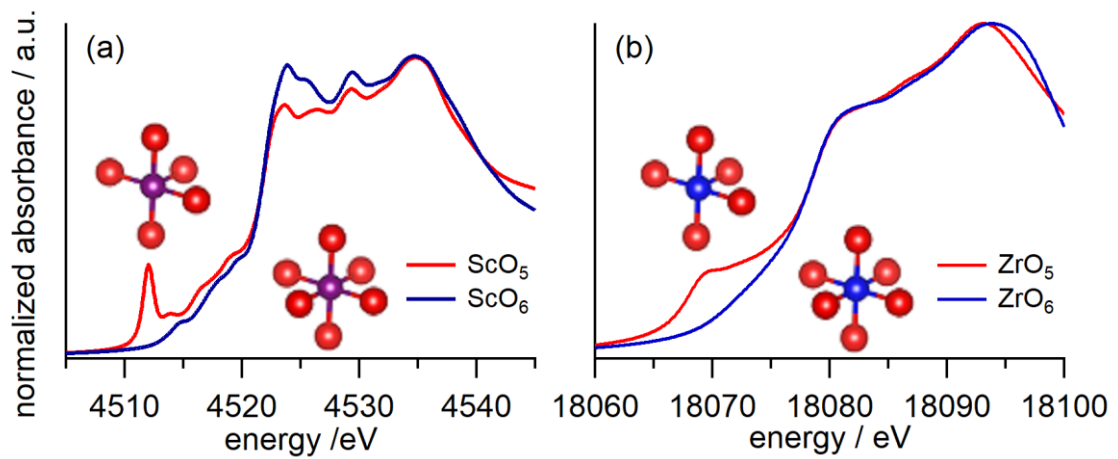 normalized absorbance / a.u.
(a)
ScO5
ScO6
4510 4520 4530 4540
energy /eV
(b)
ZrO5
ZrO6
18060 18070 18080 18090 18100
energy / eV